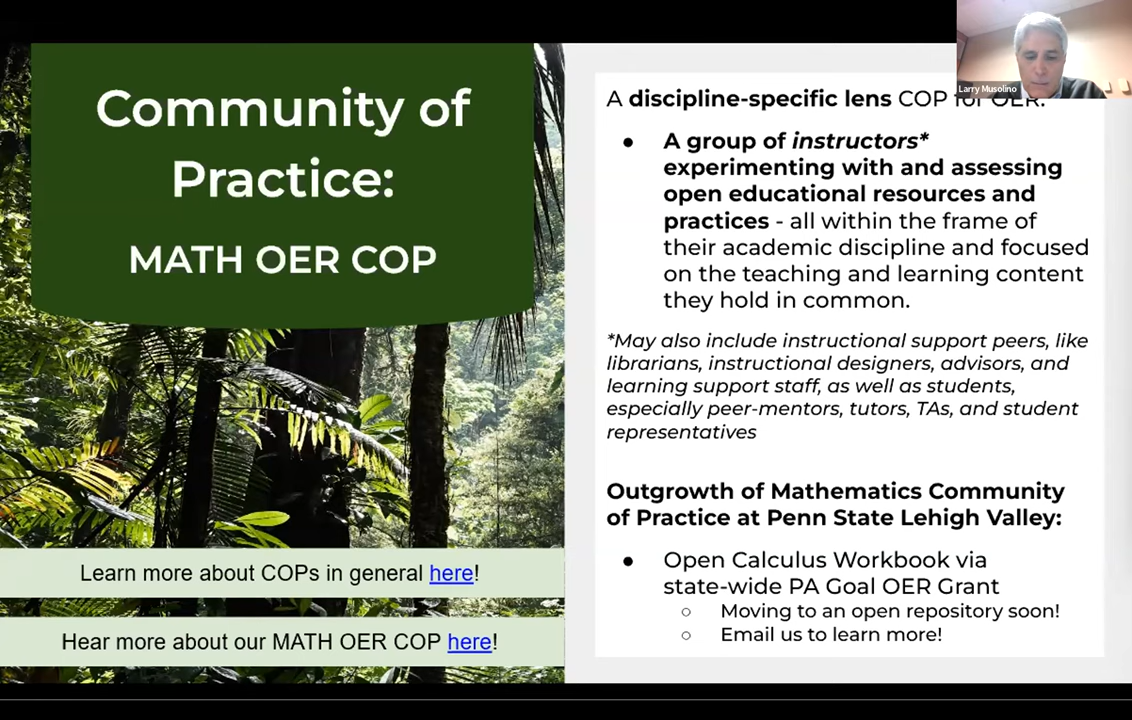 Community of
Practice:
MATH OER COP
Learn more about COPs in general here!
Hear more about our MATH OER COP here!
Larry Musolino
A discipline-specific lens COP for OER:
● A group of instructors*
experimenting with and assessing
open educational resources and
practices - all within the frame of
their academic discipline and focused
on the teaching and learning content
they hold in common.
*May also include instructional support peers, like
librarians, instructional designers, advisors, and
learning support staff, as well as students,
especially peer-mentors, tutors, TAs, and student
representatives
Outgrowth of Mathematics Community
of Practice at Penn State Lehigh Valley:
● Open Calculus Workbook via
state-wide PA Goal OER Grant
○ Moving to an open repository soon!
○ Email us to learn more!